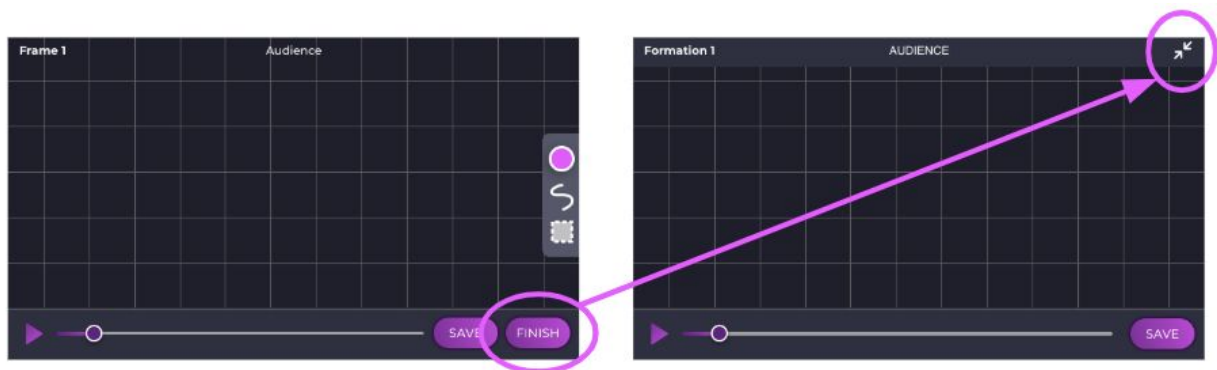 Frame 1
Audience
SAVE
FINISH
Formation 1
AUDIENCE
SAVE